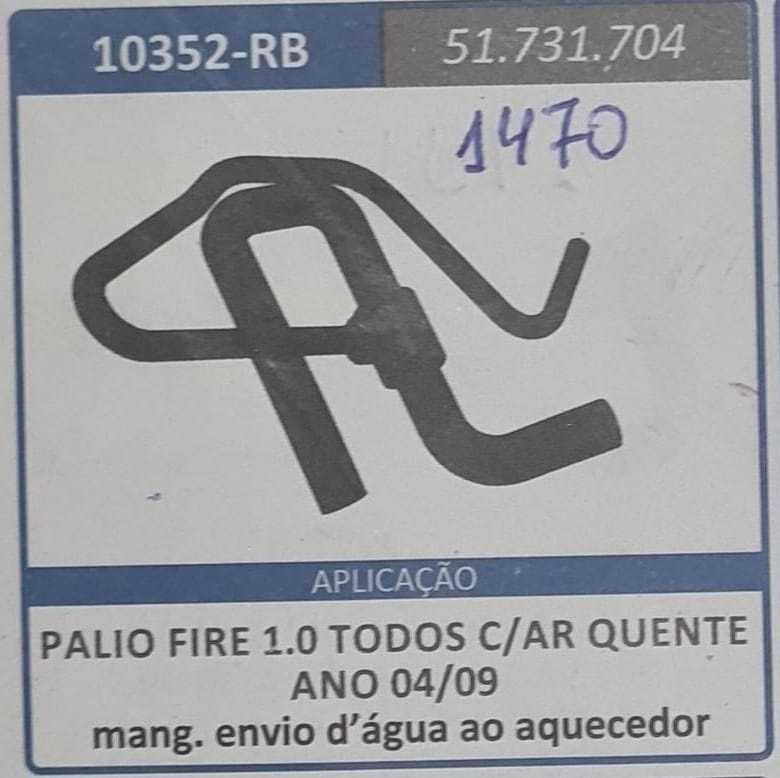 10352-RB 51.731.704
1470
APLICAÇÃO
PALIO FIRE 1.0 TODOS C/AR QUENTE
ANO 04/09
mang. envio d'água ao aquecedor